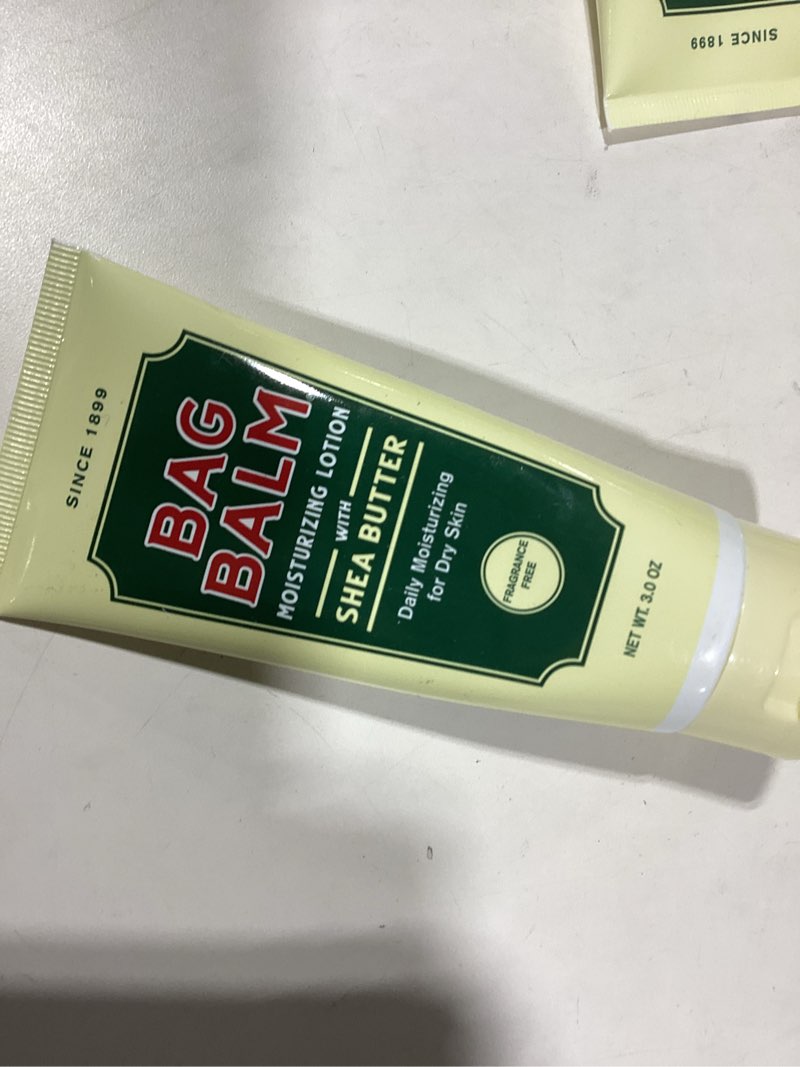 SINCE 1899
BAG
BALM
MOISTURIZING LOTION
WITH
SHEA BUTTER
Daily Moisturizing
for Dry Skin
FRAGRANCE
FREE
NET WT. 3.0 OZ
SINCE 1899